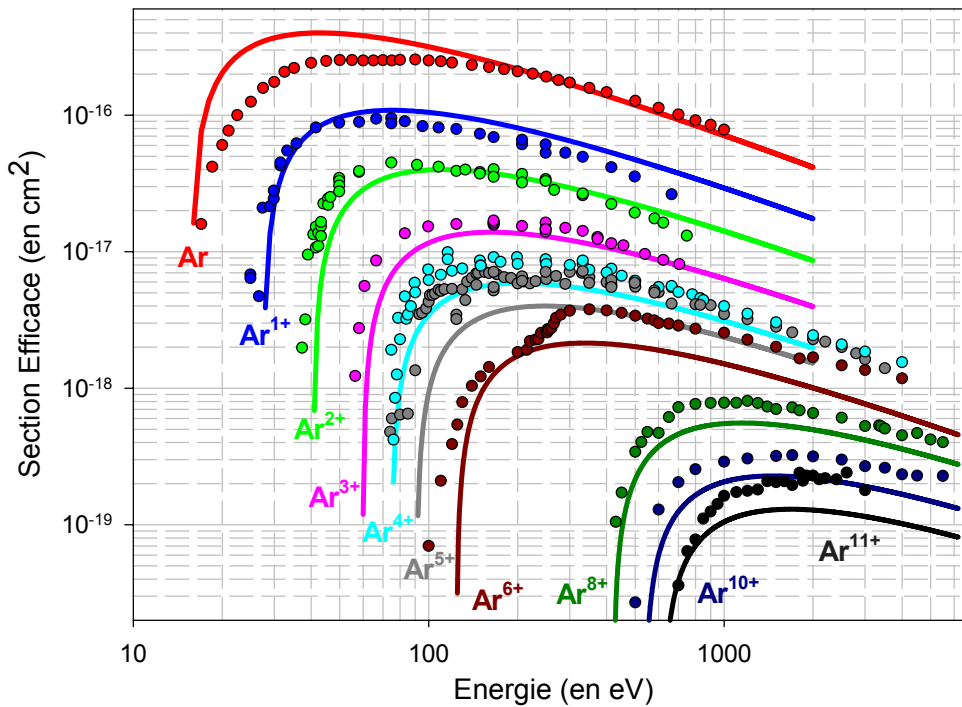 10⁻¹⁶
10⁻¹⁷
10⁻¹⁸
10⁻¹⁹
Section Efficace (en cm²)
Ar
Ar¹⁺
Ar²⁺
Ar³⁺
Ar⁴⁺
Ar⁵⁺
Ar⁶⁺
Ar⁸⁺
Ar¹⁰⁺
Ar¹¹⁺
10 100 1000
Energie (en eV)